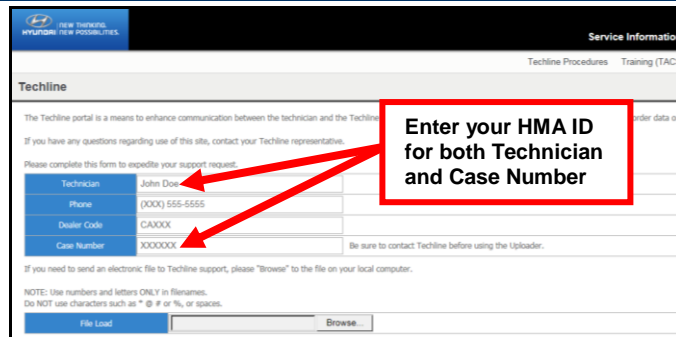 HYUNDAI NEW THINKING. NEW POSSIBILITIES.
Service Informatio
Techline Procedures Training (TAC
Techline
The Techline portal is a means to enhance communication between the technician and the Techline order data o
If you have any questions regarding use of this site, contact your Techline representative.
Please complete this form to expedite your support request.
Enter your HMA ID
for both Technician
and Case Number
Technician John Doe
Phone (XXX) 555-5555
Dealer Code CAXXX
Case Number XXXXXX Be sure to contact Techline before using the Uploader.
If you need to send an electronic file to Techline support, please "Browse" to the file on your local computer.
NOTE: Use numbers and letters ONLY in filenames.
Do NOT use characters such as * @ # or %, or spaces.
File Load Browse...